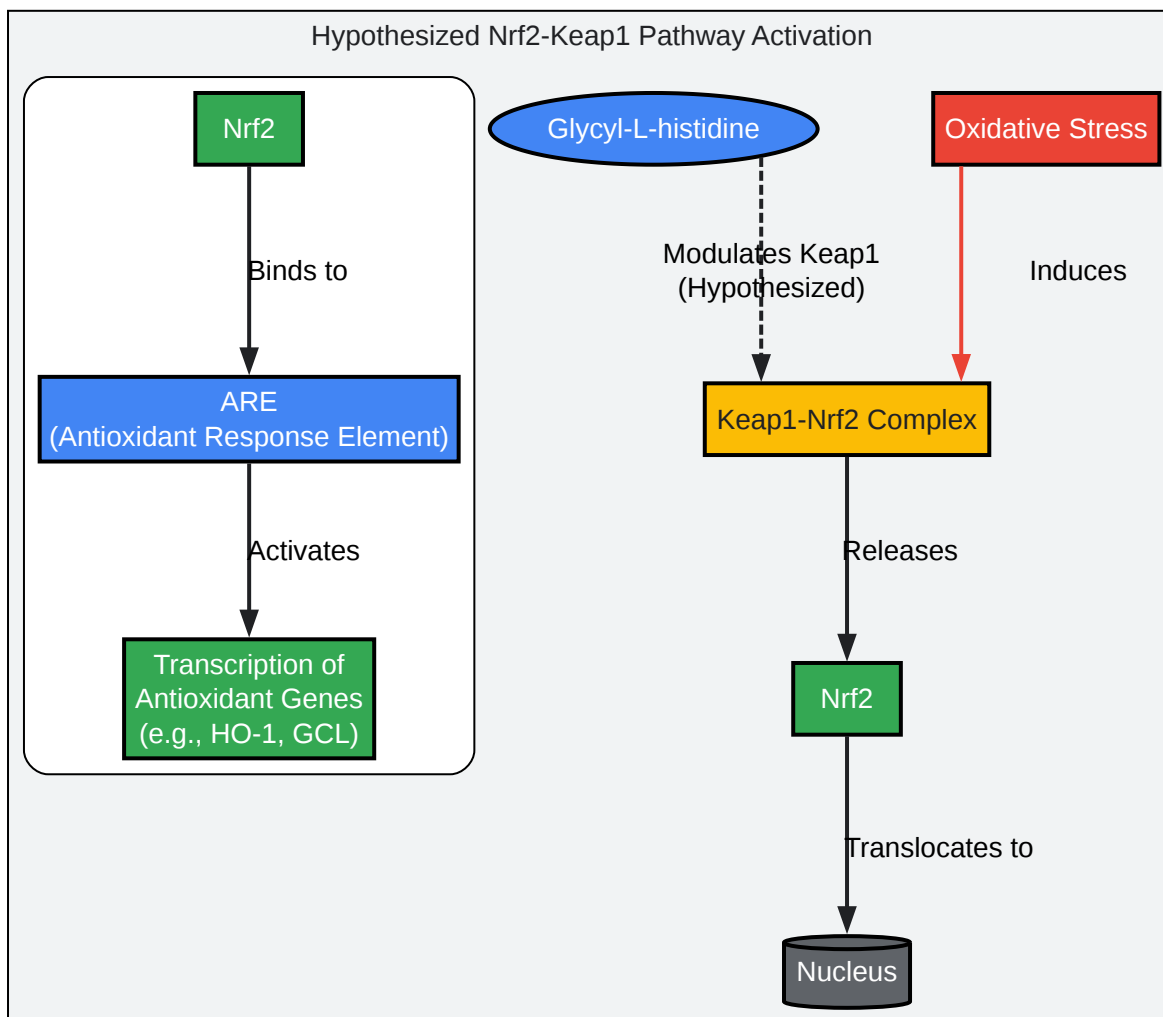 Hypothesized Nrf2-Keap1 Pathway Activation
Nrf2
Binds to
ARE
(Antioxidant Response Element)
Activates
Transcription of
Antioxidant Genes
(e.g., HO-1, GCL)
Glycyl-L-histidine
Oxidative Stress
Modulates Keap1
(Hypothesized)
Induces
Keap1-Nrf2 Complex
Releases
Nrf2
Translocates to
Nucleus